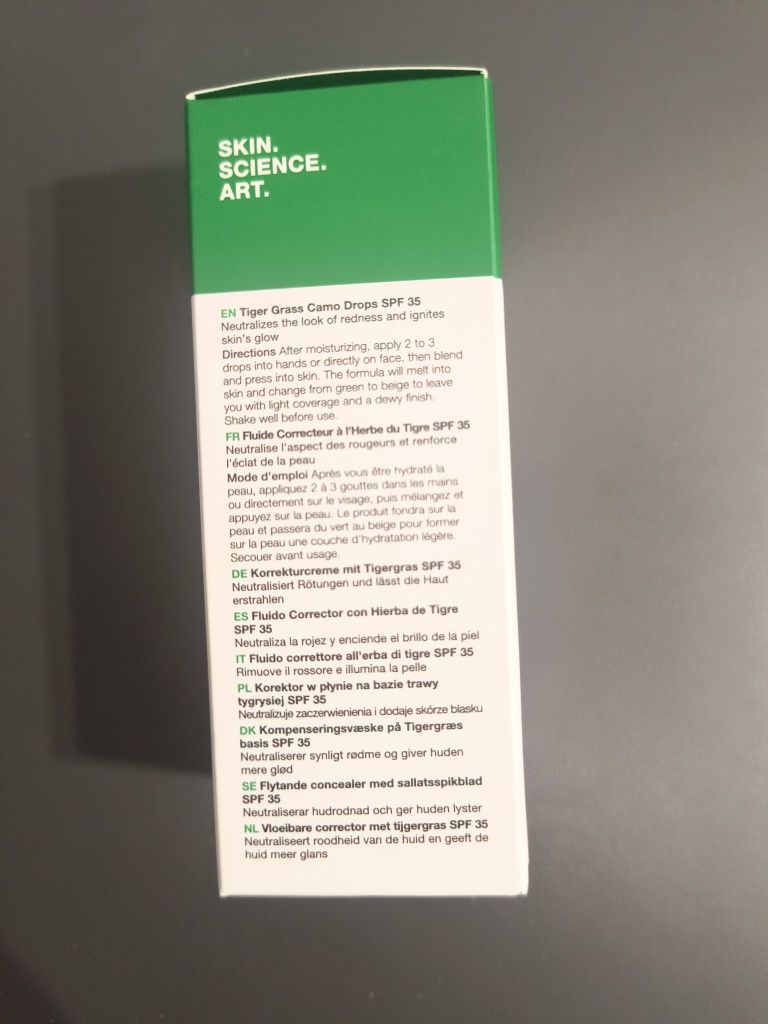 SKIN.
SCIENCE.
ART.
EN Tiger Grass Camo Drops SPF 35
Neutralizes the look of redness and ignites
skin's glow
Directions After moisturizing, apply 2 to 3
drops into hands or directly on face, then blend
and press into skin. The formula will melt into
skin and change from green to beige to leave
you with light coverage and a dewy finish.
Shake well before use.
FR Fluide Correcteur à l'Herbe du Tigre SPF 35
Neutralise l'aspect des rougeurs et renforce
l'éclat de la peau
Mode d'emploi Après vous être hydraté la
peau, appliquez 2 à 3 gouttes dans les mains
ou directement sur le visage, puis mélangez et
appuyez sur la peau. Le produit fondra sur la
peau et passera du vert au beige pour former
sur la peau une couche d'hydratation légère.
Secouer avant usage.
DE Korrekturcreme mit Tigergras SPF 35
Neutralisiert Rötungen und lässt die Haut
erstrahlen
ES Fluido Corrector con Hierba de Tigre
SPF 35
Neutraliza la rojez y enciende el brillo de la piel
IT Fluido correttore all'erba di tigre SPF 35
Rimuove il rossore e illumina la pelle
PL Korektor w płynie na bazie trawy
tygrysiej SPF 35
Neutralizuje zaczerwienienia i dodaje skórze blasku
DK Kompenseringsvæske på Tigergræs
basis SPF 35
Neutraliserer synligt rødme og giver huden
mere glød
SE Flytande concealer med sallatsspikblad
SPF 35
Neutraliserar hudrodnad och ger huden lyster
NL Vloeibare corrector met tijgergras SPF 35
Neutraliseert roodheid van de huid en geeft de
huid meer glans